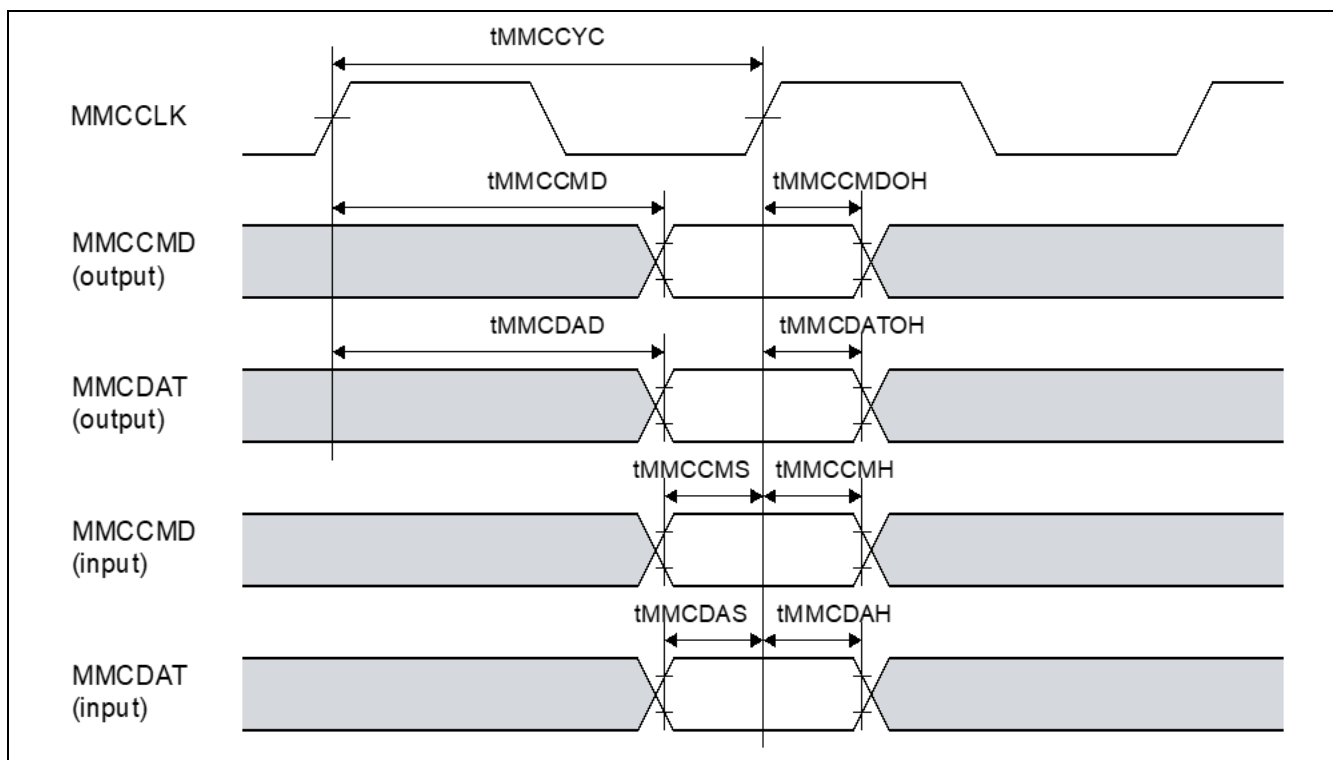 tMMCCYC
MMCCLK
tMMCCMD
tMMCCMDOH
MMCCMD
(output)
tMMCDAD
tMMCDATOH
MMCDAT
(output)
tMMCCMS
tMMCCMH
MMCCMD
(input)
tMMCDAS
tMMCDAH
MMCDAT
(input)